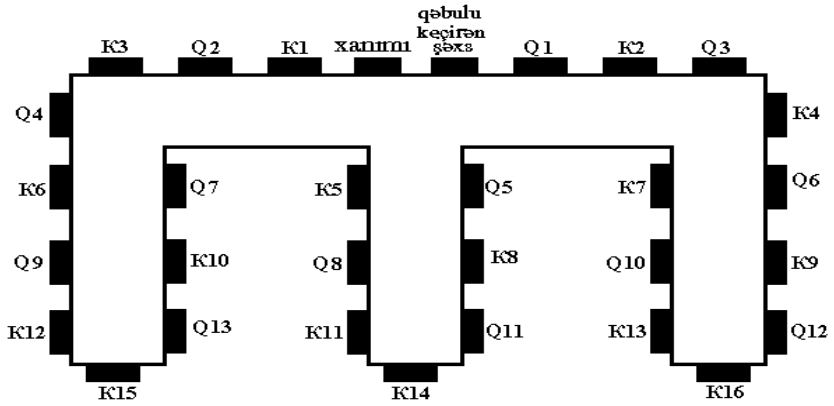 qəbulu
keçirən
K3 Q2 K1 xanımı şəxs Q1 K2 Q3
Q4 K4
K6 Q7 K5 Q5 K7 Q6
Q9 K10 Q8 K8 Q10 K9
K12 Q13 K11 Q11 K13 Q12
K15 K14 K16